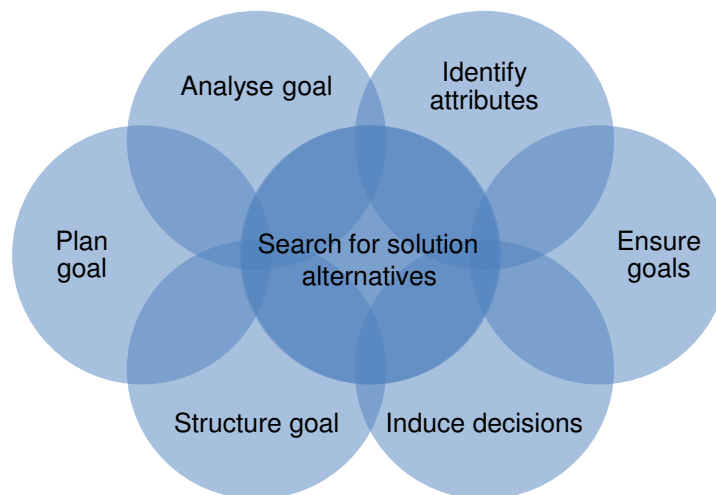 Analyse goal
Identify
attributes
Plan
goal
Search for solution
alternatives
Ensure
goals
Structure goal
Induce decisions